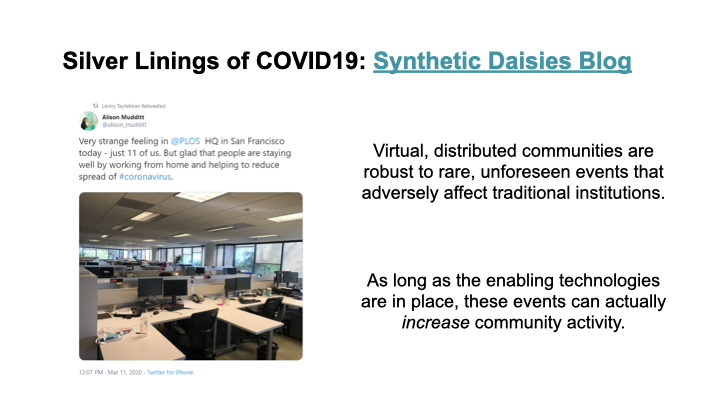 Silver Linings of COVID19: Synthetic Daisies Blog
Lenny Teytelman Retweeted
Alison Mudditt
@alison_mudditt
Very strange feeling in @PLOS HQ in San Francisco
today - just 11 of us. But glad that people are staying
well by working from home and helping to reduce
spread of #coronavirus.
12:07 PM · Mar 11, 2020 · Twitter for iPhone
Virtual, distributed communities are
robust to rare, unforeseen events that
adversely affect traditional institutions.
As long as the enabling technologies
are in place, these events can actually
increase community activity.